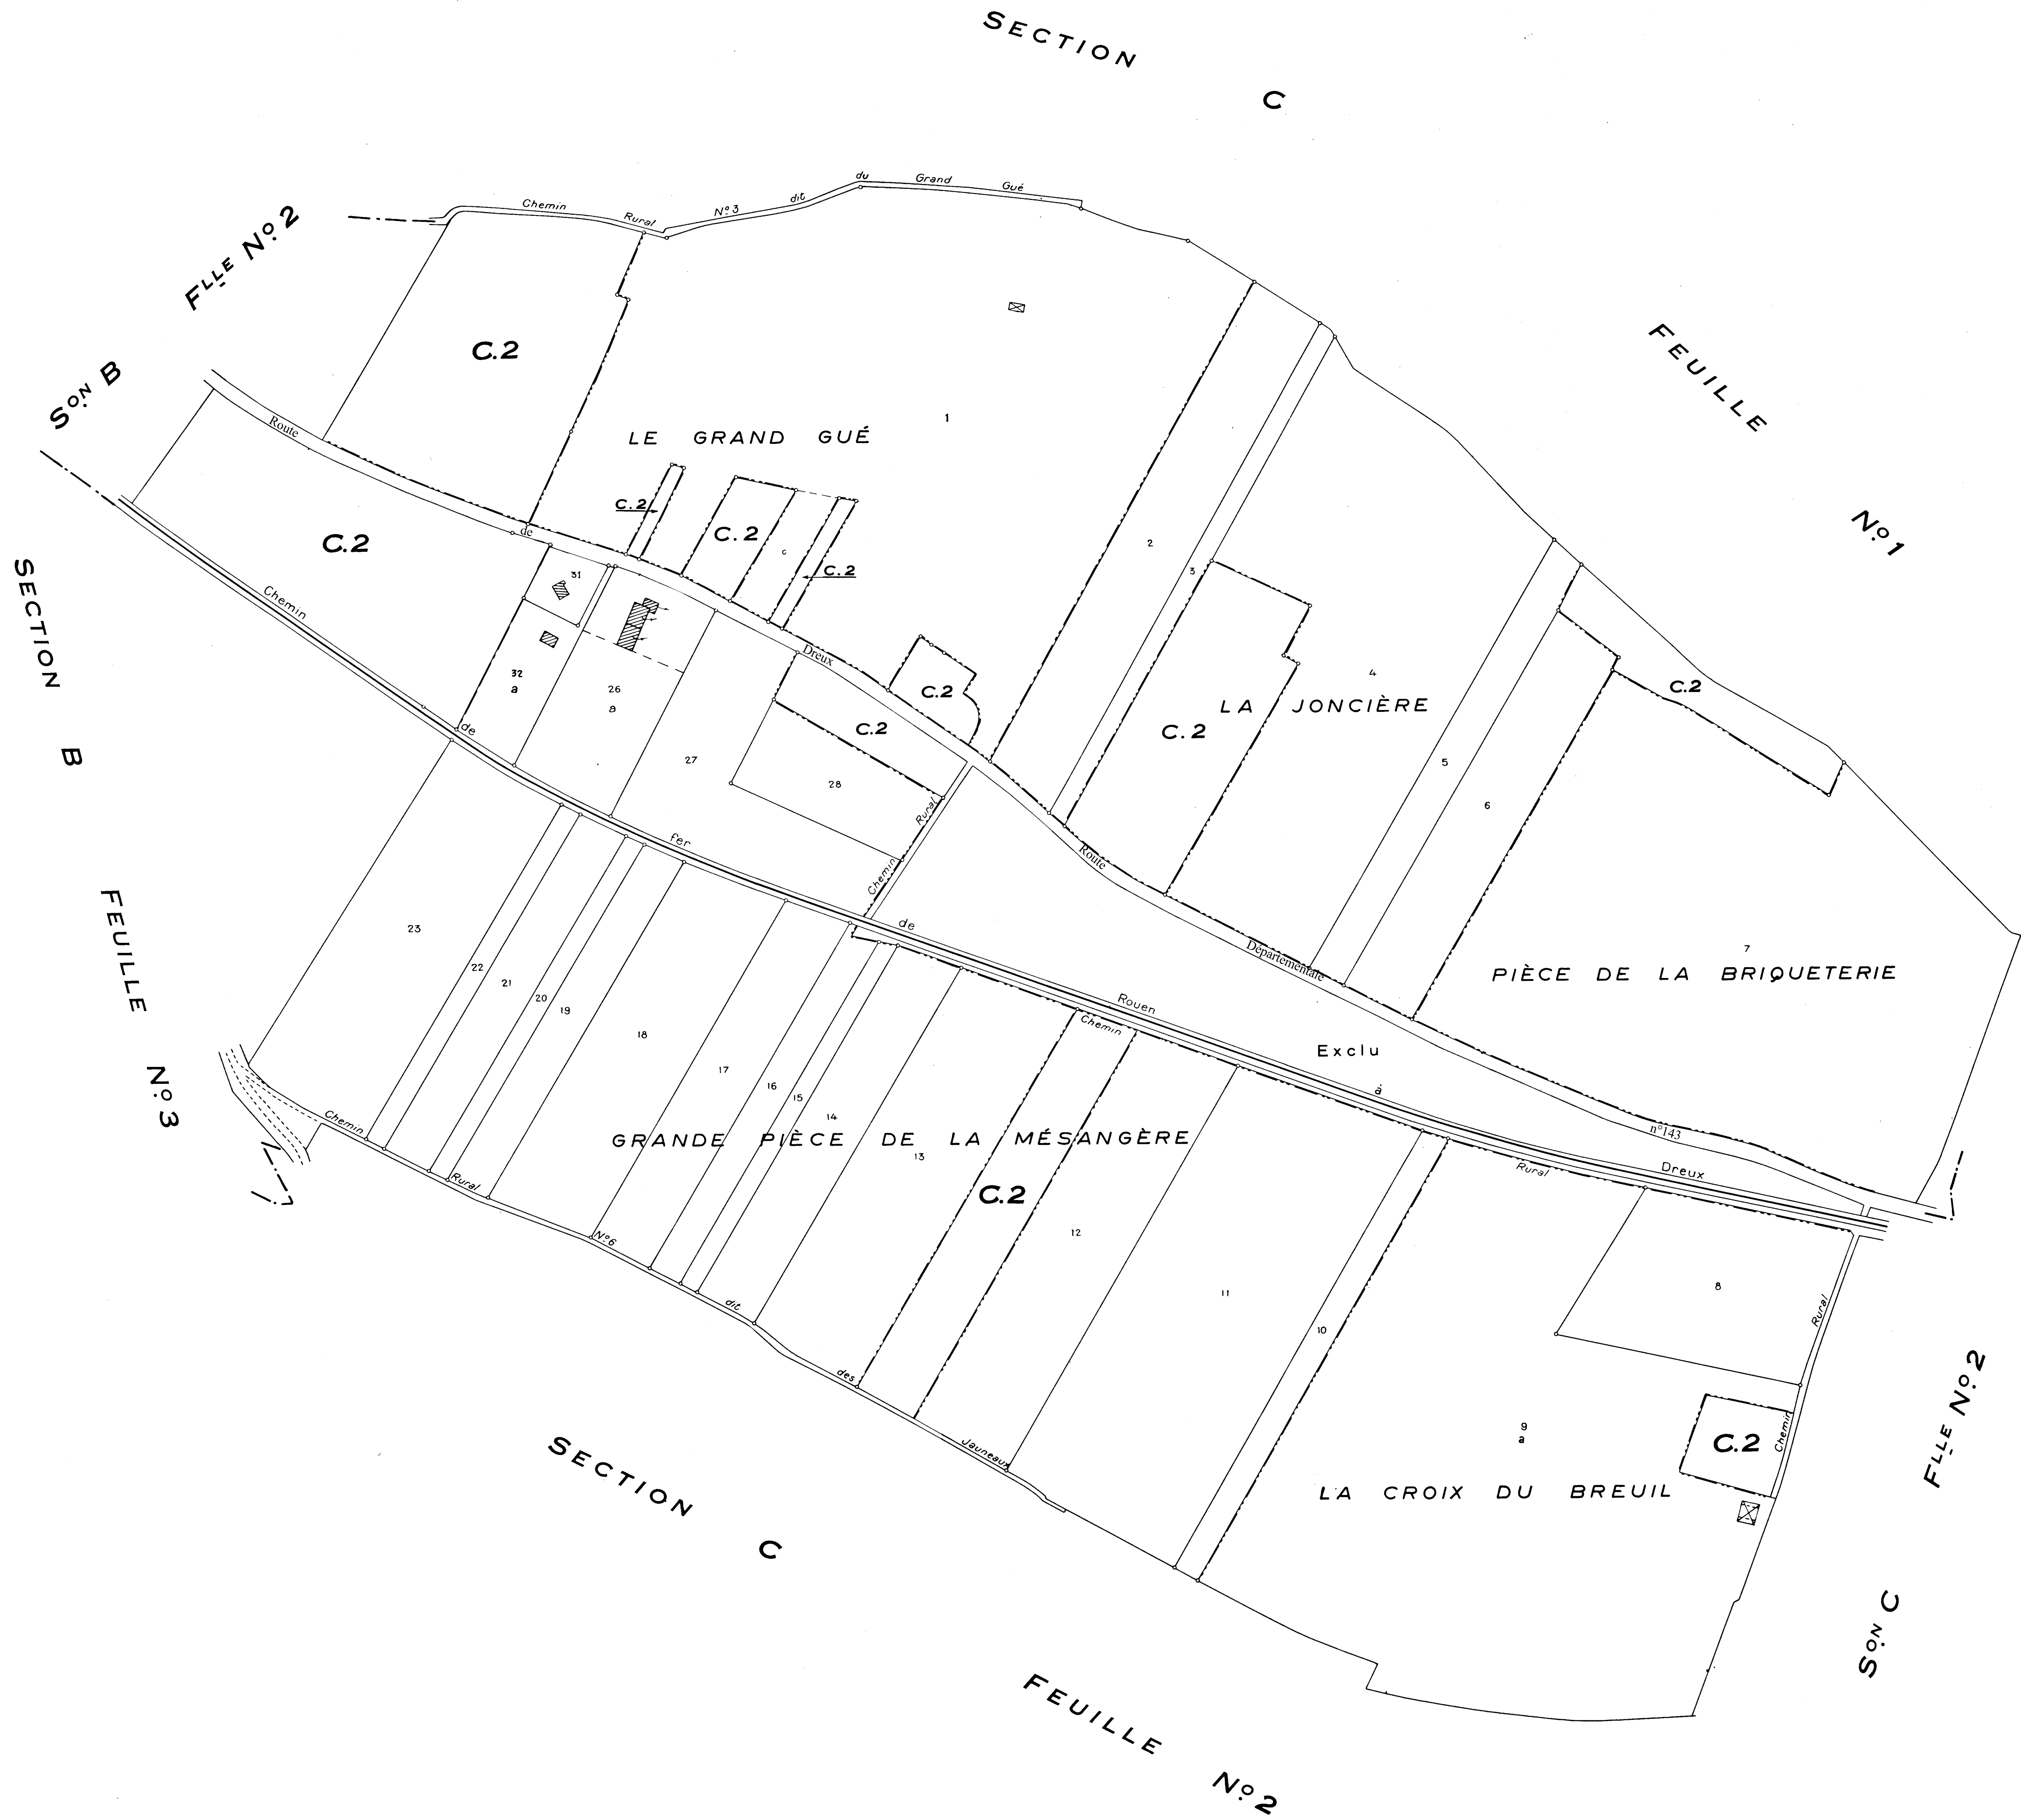 SECTION C
FEUILLE No. 1
Flle No. 2
Son B
SECTION B
FEUILLE No. 3
Chemin Rural No 3 dit du Grand Gué
C.2
LE GRAND GUÉ
1
C.2
C.2
C.2
c
C.2
C.2
2
3
C.2
4
LA JONCIÈRE
5
6
C.2
7
PIÈCE DE LA BRIQUETERIE
Route de Dreux
Route Départementale n°143
C.2
31
32
a
26
a
27
28
C.2
Chemin Rural
Chemin de fer de Rouen à Dreux
Exclu
Chemin Rural
23
22
21
20
19
18
17
16
15
14
13
GRANDE PIÈCE DE LA MÉSANGÈRE
C.2
12
11
10
8
9
a
C.2
LA CROIX DU BREUIL
Chemin Rural
Chemin Rural No 6 dit des Jauneaux
SECTION C
FEUILLE No. 2
Flle No. 2
Son C